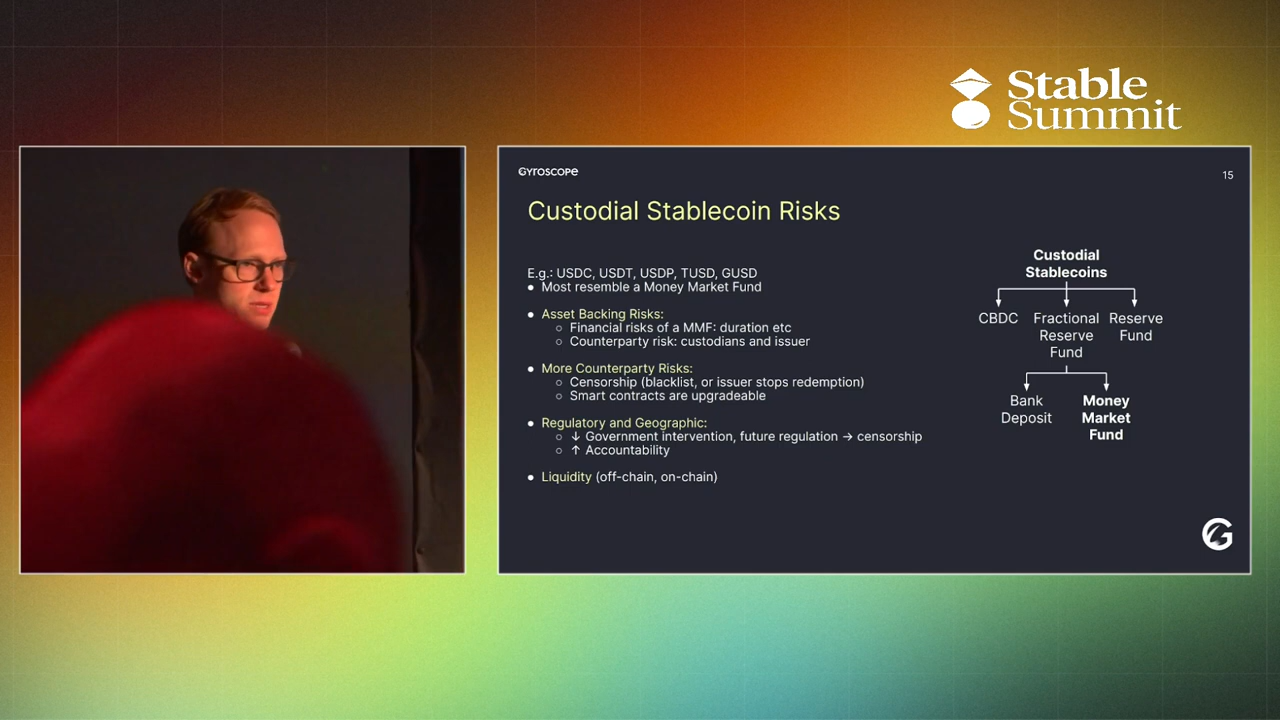 Stable
Summit
GYROSCOPE
15
Custodial Stablecoin Risks
E.g.: USDC, USDT, USDP, TUSD, GUSD
● Most resemble a Money Market Fund
● Asset Backing Risks:
○ Financial risks of a MMF: duration etc
○ Counterparty risk: custodians and issuer
● More Counterparty Risks:
○ Censorship (blacklist, or issuer stops redemption)
○ Smart contracts are upgradeable
● Regulatory and Geographic:
○ ↓ Government intervention, future regulation → censorship
○ ↑ Accountability
● Liquidity (off-chain, on-chain)
Custodial
Stablecoins
CBDC
Fractional
Reserve
Fund
Reserve
Fund
Bank
Deposit
Money
Market
Fund